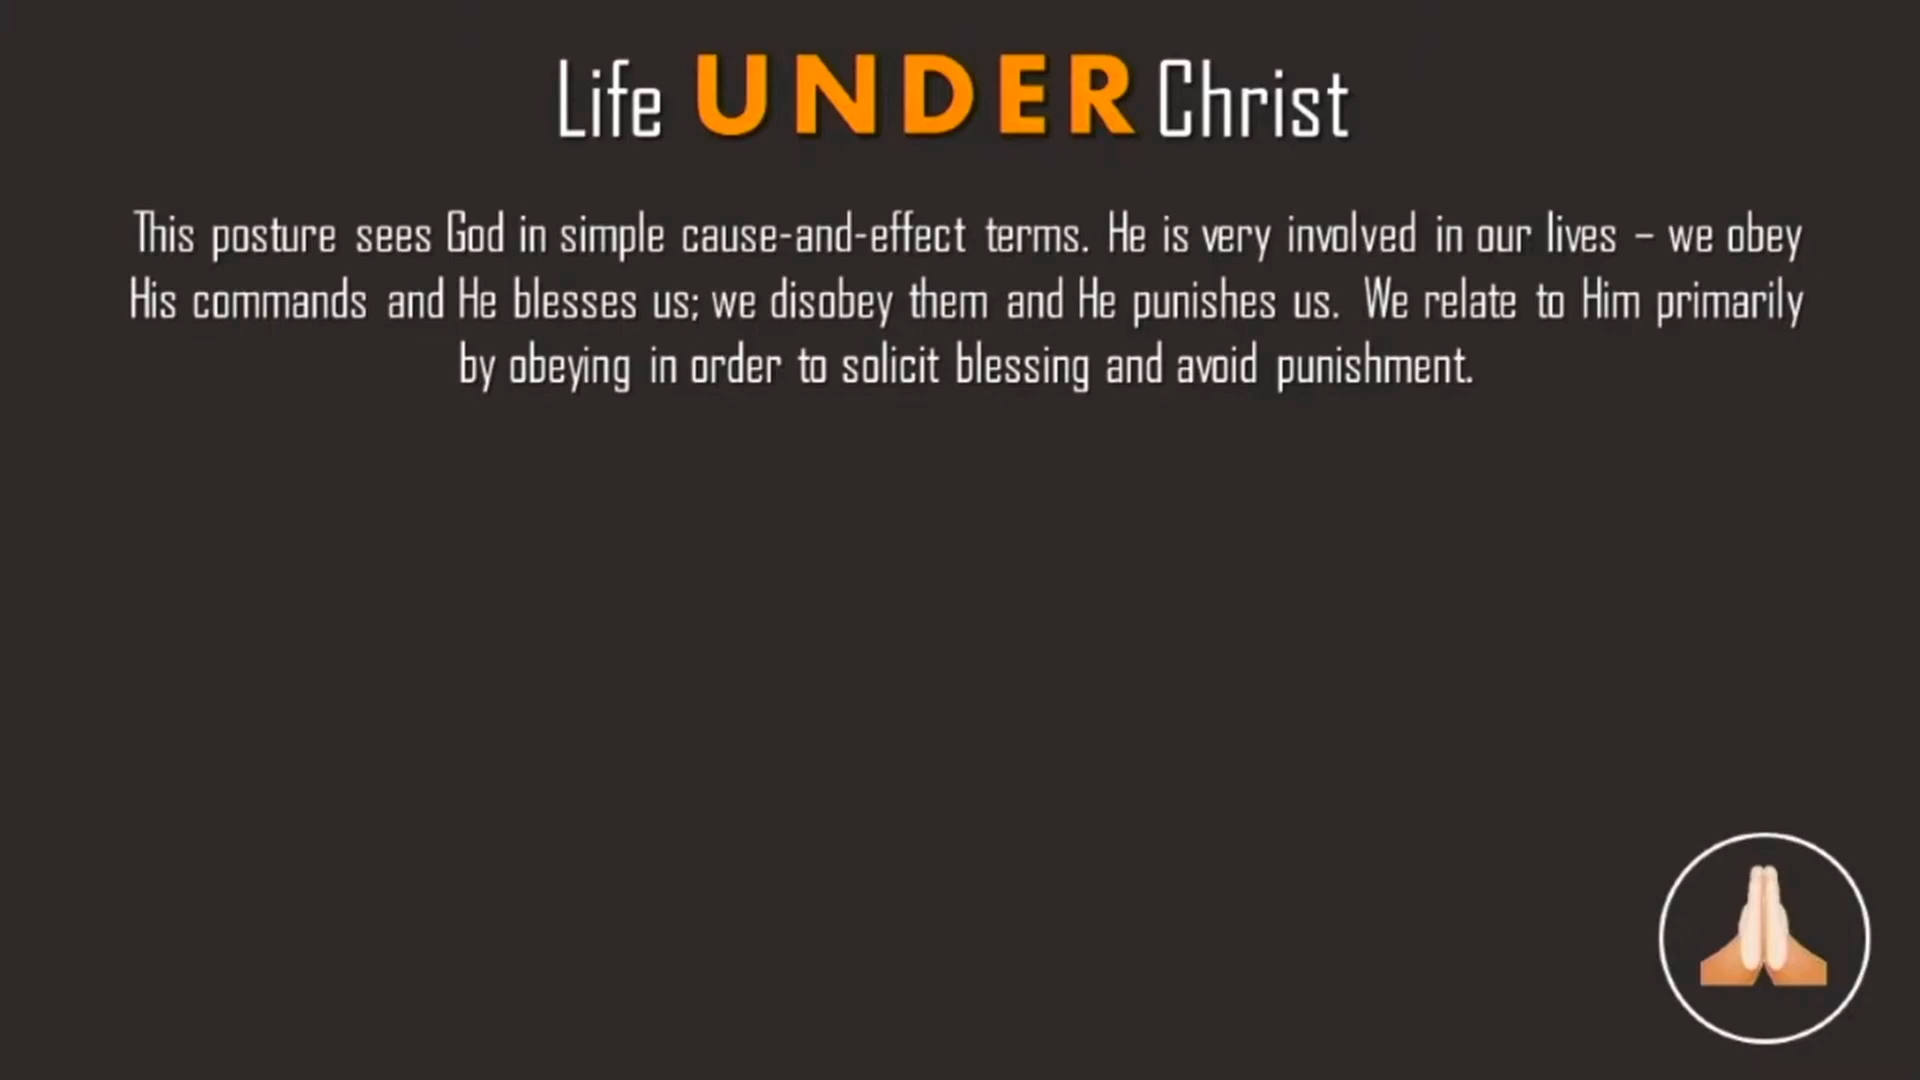 Life UNDER Christ
This posture sees God in simple cause-and-effect terms. He is very involved in our lives – we obey
His commands and He blesses us; we disobey them and He punishes us. We relate to Him primarily
by obeying in order to solicit blessing and avoid punishment.